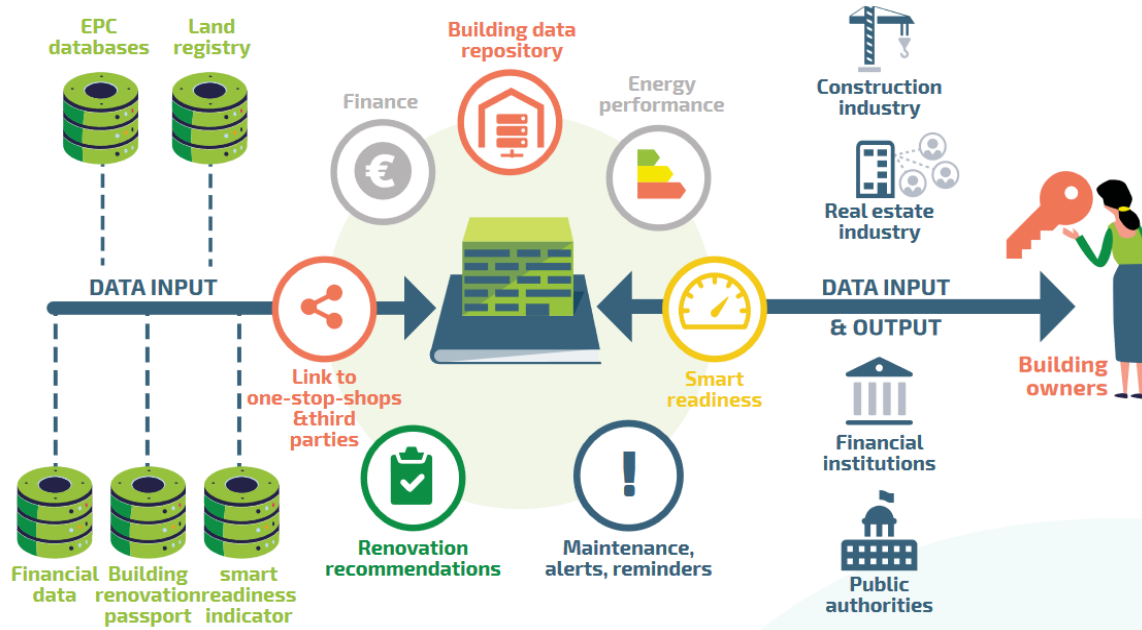 EPC
databases
Land
registry
Building data
repository
Finance
Energy
performance
Construction
industry
Real estate
industry
DATA INPUT
DATA INPUT
& OUTPUT
Link to
one-stop-shops
&third
parties
Smart
readiness
Building
owners
Financial
institutions
Renovation
recommendations
Maintenance,
alerts, reminders
Financial
data
Building
renovation
passport
smart
readiness
indicator
Public
authorities